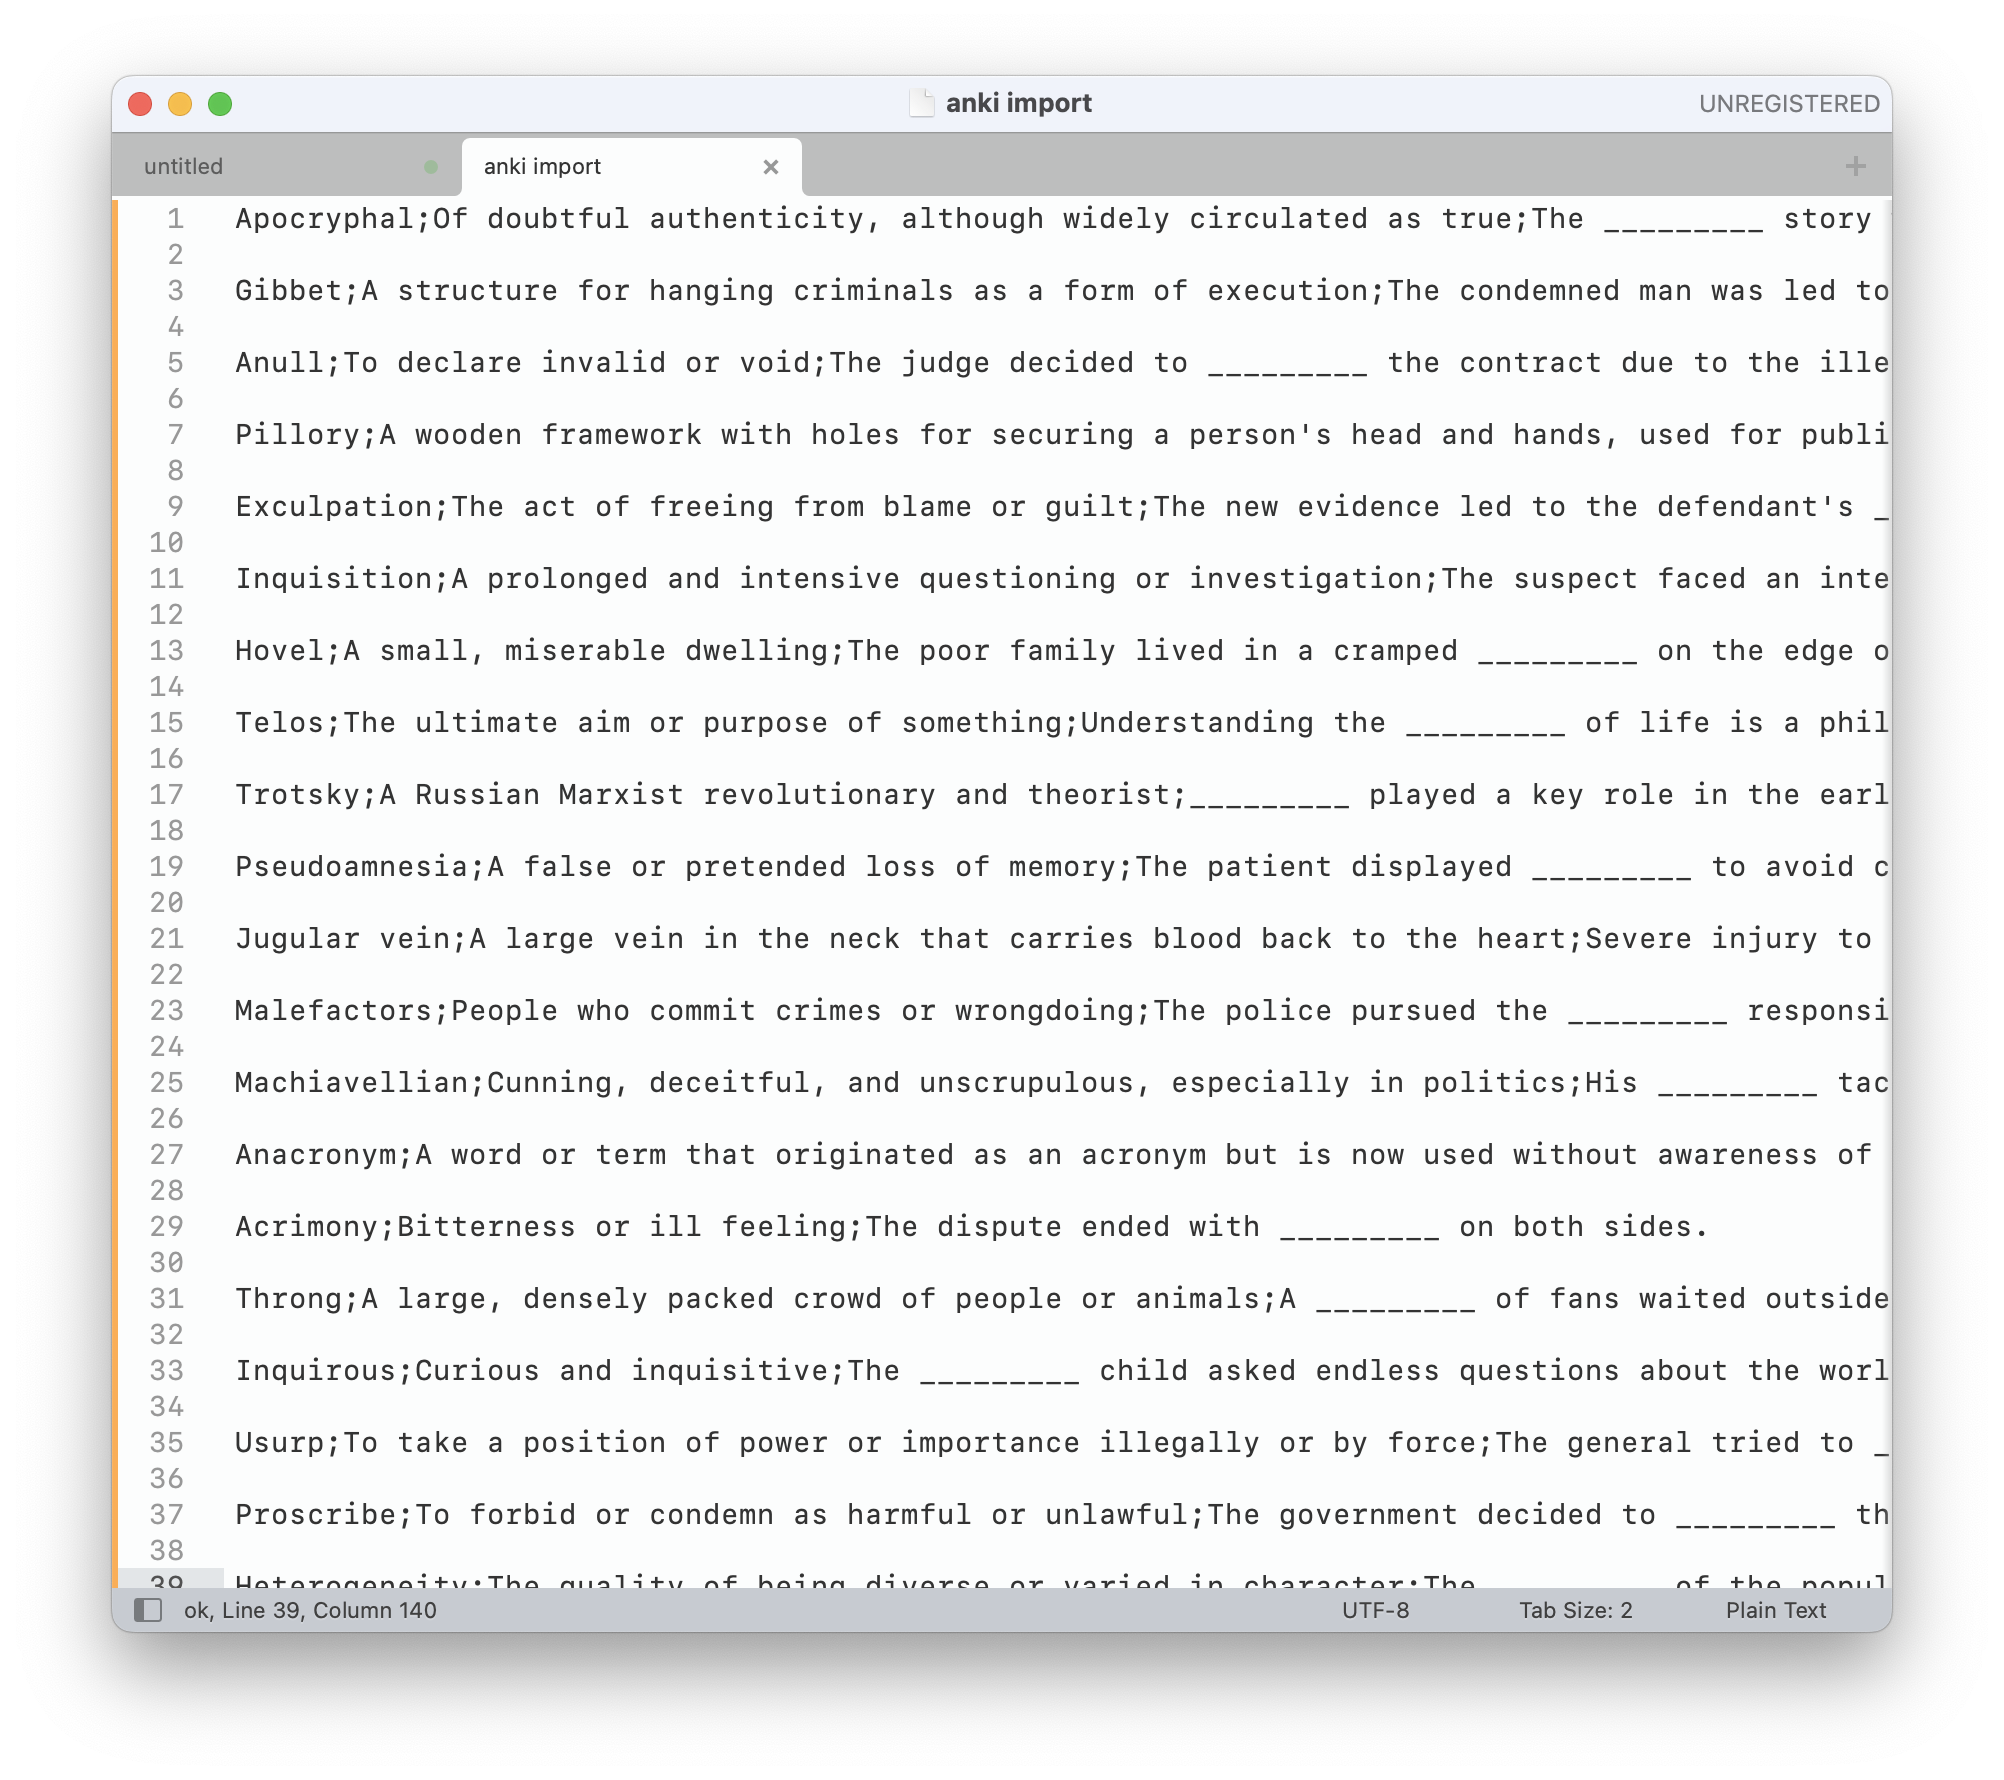 anki import
UNREGISTERED
untitled
anki import
1 Apocryphal;Of doubtful authenticity, although widely circulated as true;The _________ story
2
3 Gibbet;A structure for hanging criminals as a form of execution;The condemned man was led to
4
5 Anull;To declare invalid or void;The judge decided to _________ the contract due to the ille
6
7 Pillory;A wooden framework with holes for securing a person's head and hands, used for publi
8
9 Exculpation;The act of freeing from blame or guilt;The new evidence led to the defendant's _
10
11 Inquisition;A prolonged and intensive questioning or investigation;The suspect faced an inte
12
13 Hovel;A small, miserable dwelling;The poor family lived in a cramped _________ on the edge o
14
15 Telos;The ultimate aim or purpose of something;Understanding the _________ of life is a phil
16
17 Trotsky;A Russian Marxist revolutionary and theorist;_________ played a key role in the earl
18
19 Pseudoamnesia;A false or pretended loss of memory;The patient displayed _________ to avoid c
20
21 Jugular vein;A large vein in the neck that carries blood back to the heart;Severe injury to
22
23 Malefactors;People who commit crimes or wrongdoing;The police pursued the _________ responsi
24
25 Machiavellian;Cunning, deceitful, and unscrupulous, especially in politics;His _________ tac
26
27 Anacronym;A word or term that originated as an acronym but is now used without awareness of
28
29 Acrimony;Bitterness or ill feeling;The dispute ended with _________ on both sides.
30
31 Throng;A large, densely packed crowd of people or animals;A _________ of fans waited outside
32
33 Inquirous;Curious and inquisitive;The _________ child asked endless questions about the worl
34
35 Usurp;To take a position of power or importance illegally or by force;The general tried to _
36
37 Proscribe;To forbid or condemn as harmful or unlawful;The government decided to _________ th
38
39 Heterogeneity;The quality of being diverse or varied in character;The of the popul
ok, Line 39, Column 140
UTF-8
Tab Size: 2
Plain Text